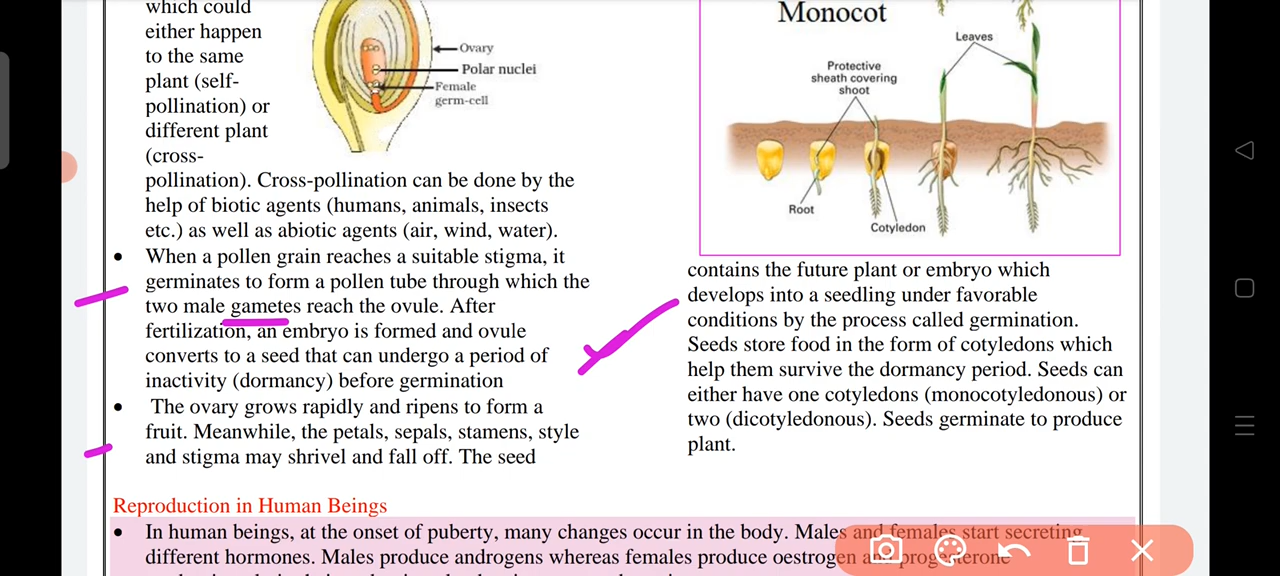 which could
either happen
to the same
plant (self-
pollination) or
different plant
(cross-
pollination). Cross-pollination can be done by the
help of biotic agents (humans, animals, insects
etc.) as well as abiotic agents (air, wind, water).
Ovary
Polar nuclei
Female
germ-cell
• When a pollen grain reaches a suitable stigma, it
germinates to form a pollen tube through which the
two male gametes reach the ovule. After
fertilization, an embryo is formed and ovule
converts to a seed that can undergo a period of
inactivity (dormancy) before germination
• The ovary grows rapidly and ripens to form a
fruit. Meanwhile, the petals, sepals, stamens, style
and stigma may shrivel and fall off. The seed
Monocot
Leaves
Protective
sheath covering
shoot
Root
Cotyledon
contains the future plant or embryo which
develops into a seedling under favorable
conditions by the process called germination.
Seeds store food in the form of cotyledons which
help them survive the dormancy period. Seeds can
either have one cotyledons (monocotyledonous) or
two (dicotyledonous). Seeds germinate to produce
plant.
Reproduction in Human Beings
• In human beings, at the onset of puberty, many changes occur in the body. Males and females start secreting
different hormones. Males produce androgens whereas females produce oestrogen and progesterone